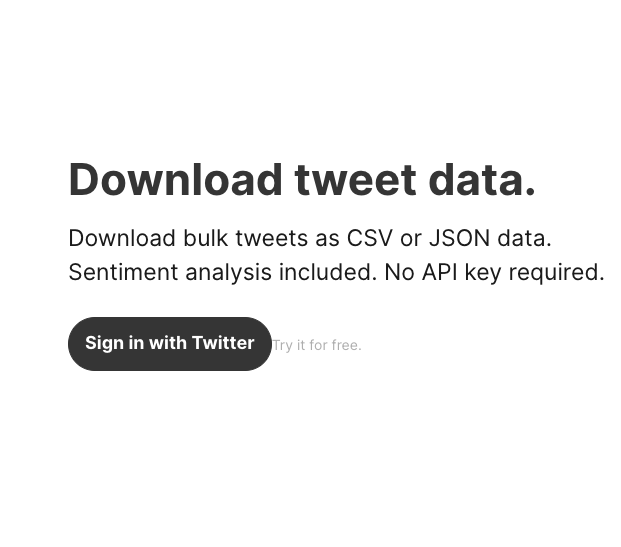 Download tweet data.
Download bulk tweets as CSV or JSON data.
Sentiment analysis included. No API key required.
Sign in with Twitter Try it for free.